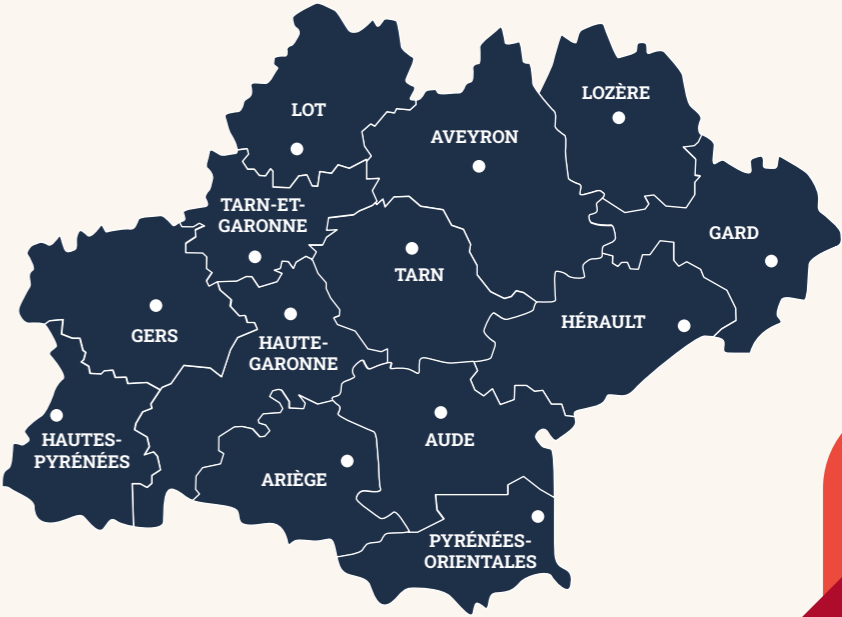 LOT
LOZÈRE
AVEYRON
TARN-ET-
GARONNE
GARD
TARN
GERS
HAUTE-
GARONNE
HÉRAULT
HAUTES-
PYRÉNÉES
AUDE
ARIÈGE
PYRÉNÉES-
ORIENTALES